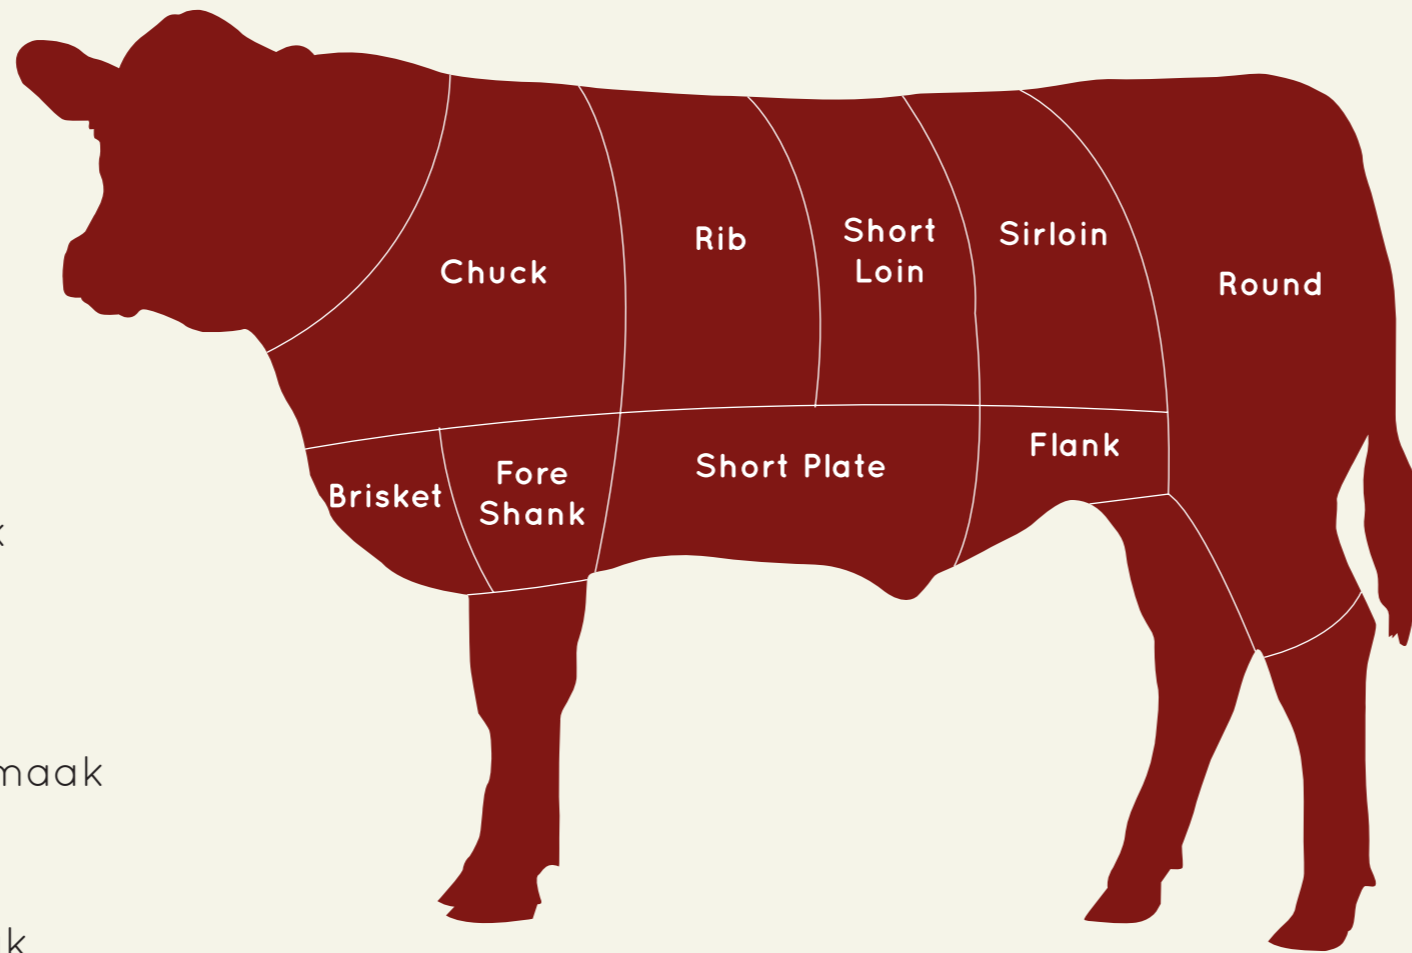 Rib
Short
Loin
Sirloin
Chuck
Round
Flank
Short Plate
Fore
Shank
Brisket
maak
k